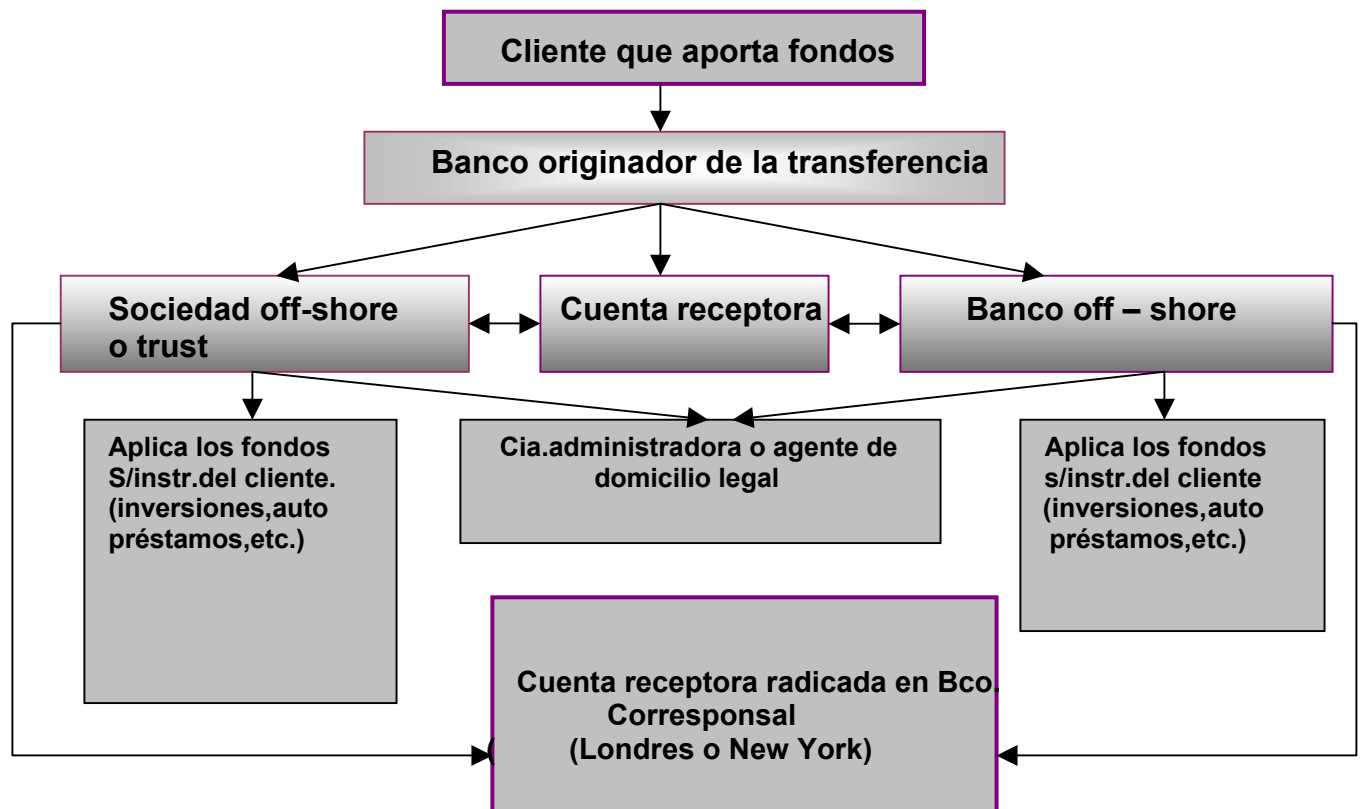 Cliente que aporta fondos
Banco originador de la transferencia
Sociedad off-shore
o trust
Cuenta receptora
Banco off – shore
Aplica los fondos
S/instr.del cliente.
(inversiones,auto
préstamos,etc.)
Cia.administradora o agente de
domicilio legal
Aplica los fondos
s/instr.del cliente
(inversiones,auto
préstamos,etc.)
Cuenta receptora radicada en Bco.
Corresponsal
( (Londres o New York)